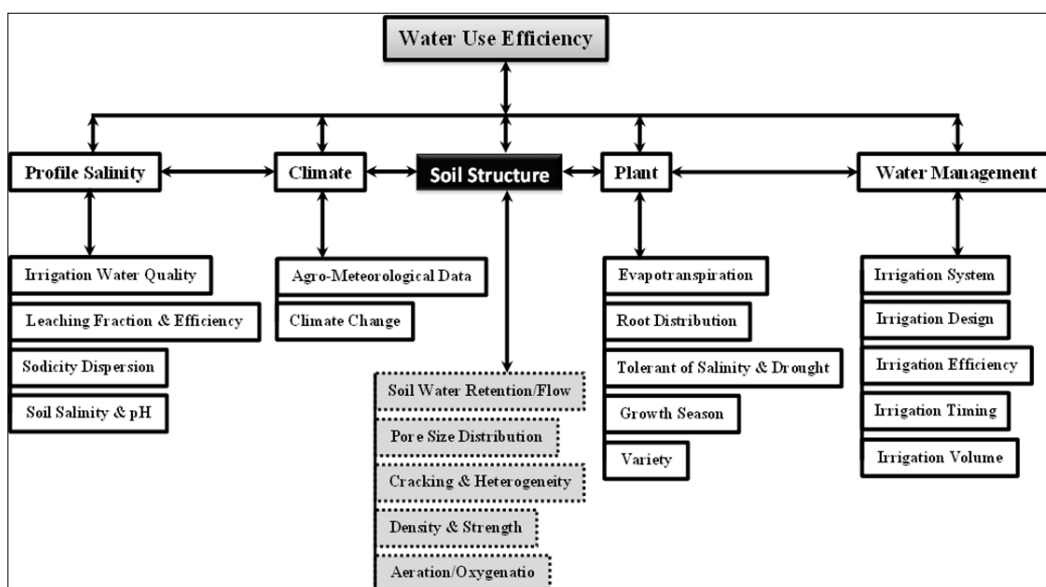 Water Use Efficiency
Profile Salinity
Climate
Soil Structure
Plant
Water Management
Irrigation Water Quality
Leaching Fraction & Efficiency
Sodicity Dispersion
Soil Salinity & pH
Agro-Meteorological Data
Climate Change
Soil Water Retention/Flow
Pore Size Distribution
Cracking & Heterogeneity
Density & Strength
Aeration/Oxygenatio
Evapotranspiration
Root Distribution
Tolerant of Salinity & Drought
Growth Season
Variety
Irrigation System
Irrigation Design
Irrigation Efficiency
Irrigation Timing
Irrigation Volume